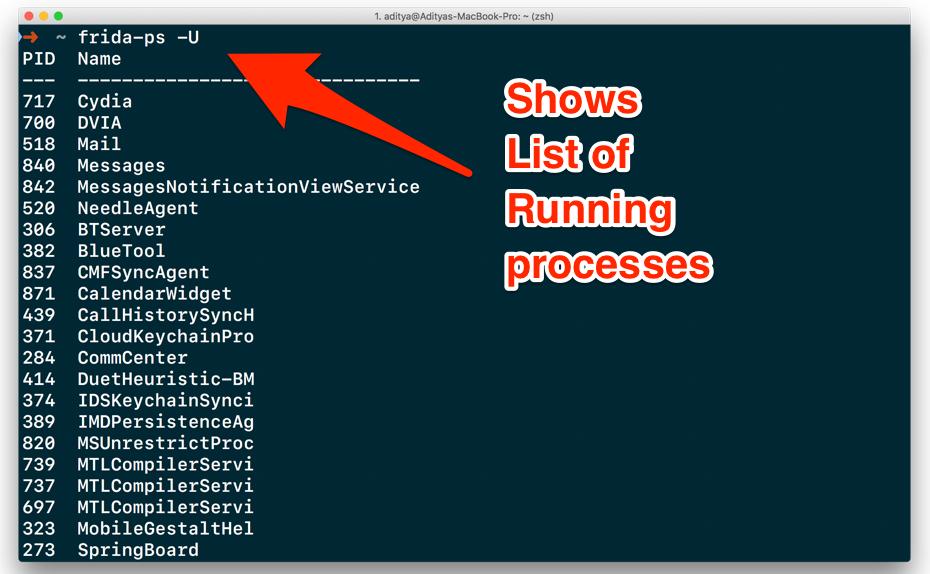 1. aditya@Adityas-MacBook-Pro: ~ (zsh)
➜ ~ frida-ps -U
PID Name
--- -------------------------------
717 Cydia
700 DVIA
518 Mail
840 Messages
842 MessagesNotificationViewService
520 NeedleAgent
306 BTServer
382 BlueTool
837 CMFSyncAgent
871 CalendarWidget
439 CallHistorySyncH
371 CloudKeychainPro
284 CommCenter
414 DuetHeuristic-BM
374 IDSKeychainSynci
389 IMDPersistenceAg
820 MSUnrestrictProc
739 MTLCompilerServi
737 MTLCompilerServi
697 MTLCompilerServi
323 MobileGestaltHel
273 SpringBoard
Shows
List of
Running
processes